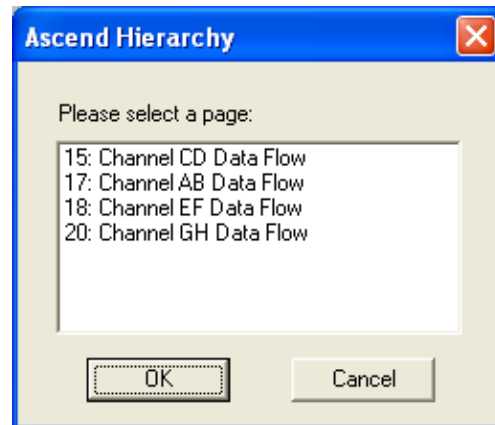 Ascend Hierarchy
Please select a page:
15: Channel CD Data Flow
17: Channel AB Data Flow
18: Channel EF Data Flow
20: Channel GH Data Flow
OK
Cancel